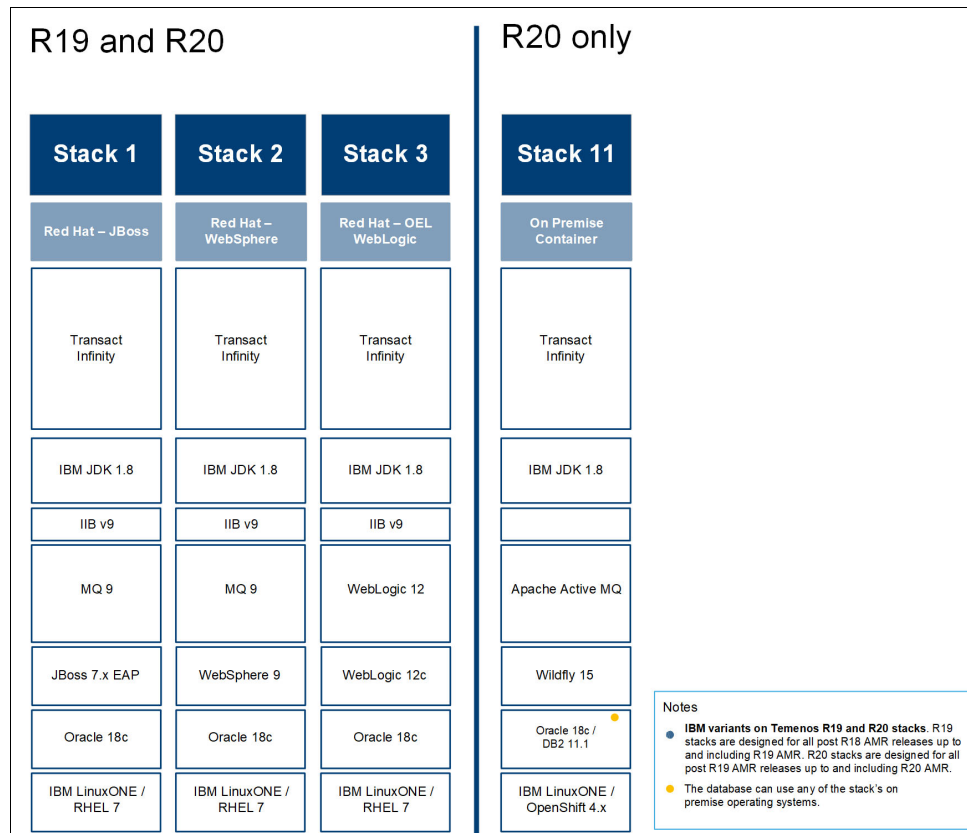 R19 and R20
R20 only
Stack 1
Stack 2
Stack 3
Stack 11
Red Hat – JBoss
Red Hat –
WebSphere
Red Hat – OEL
WebLogic
On Premise
Container
Transact
Infinity
Transact
Infinity
Transact
Infinity
Transact
Infinity
IBM JDK 1.8
IBM JDK 1.8
IBM JDK 1.8
IBM JDK 1.8
IIB v9
IIB v9
IIB v9
MQ 9
MQ 9
WebLogic 12
Apache Active MQ
JBoss 7.x EAP
WebSphere 9
WebLogic 12c
Wildfly 15
Oracle 18c
Oracle 18c
Oracle 18c
Oracle 18c /
DB2 11.1
IBM LinuxONE /
RHEL 7
IBM LinuxONE /
RHEL 7
IBM LinuxONE /
RHEL 7
IBM LinuxONE /
OpenShift 4.x
Notes
IBM variants on Temenos R19 and R20 stacks. R19
stacks are designed for all post R18 AMR releases up to
and including R19 AMR. R20 stacks are designed for all
post R19 AMR releases up to and including R20 AMR.
The database can use any of the stack's on
premise operating systems.